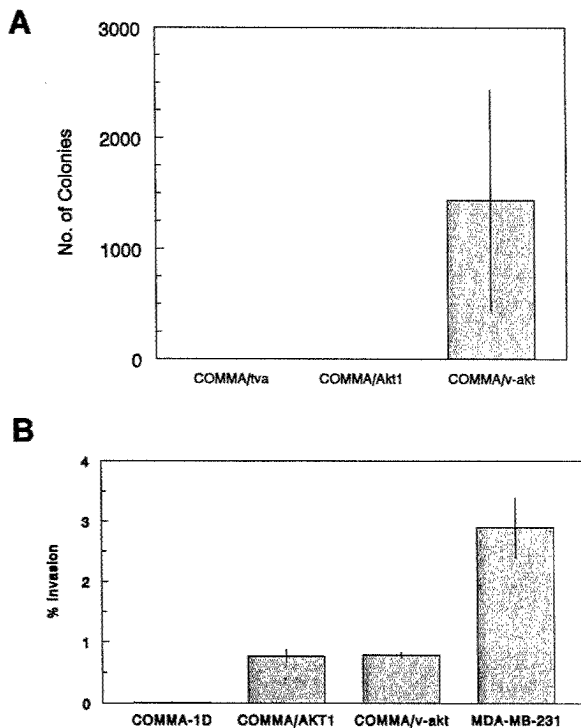 A
3000
2000
1000
0
No. of Colonies
COMMA/tva COMMA/Akt1 COMMA/v-akt
B
4
3
2
1
0
% Invasion
COMMA-1D COMMA/AKT1 COMMA/v-akt MDA-MB-231